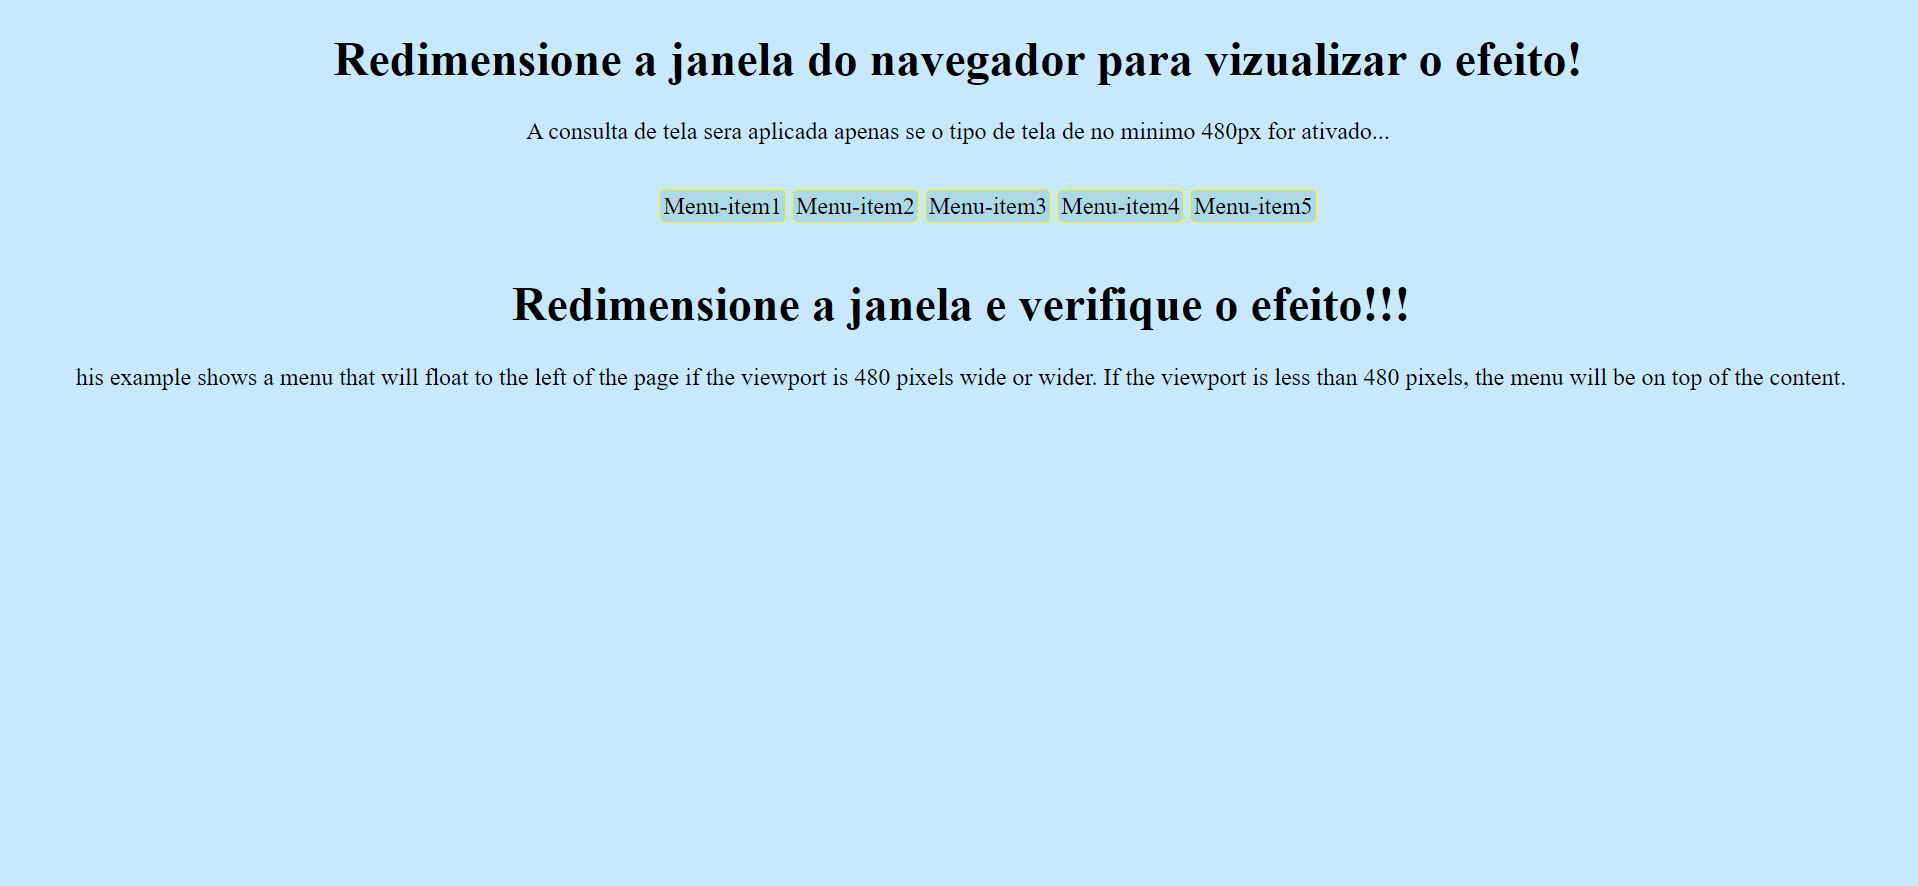 Redimensione a janela do navegador para vizualizar o efeito!
A consulta de tela sera aplicada apenas se o tipo de tela de no minimo 480px for ativado...
Menu-item1 Menu-item2 Menu-item3 Menu-item4 Menu-item5
Redimensione a janela e verifique o efeito!!!
his example shows a menu that will float to the left of the page if the viewport is 480 pixels wide or wider. If the viewport is less than 480 pixels, the menu will be on top of the content.